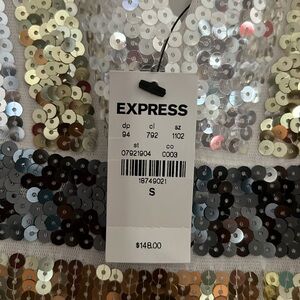 EXPRESS
dp cl sz
94 792 1102
st co
07921904 0003
18749021
S
$148.00